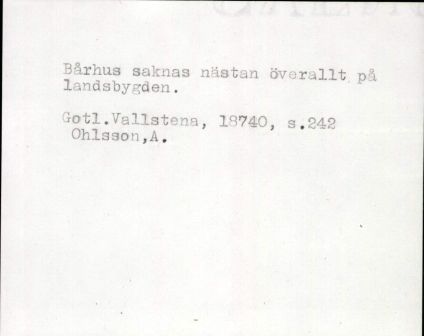 Bårhus saknas nästan överallt på
landsbygden.
Gotl.Vallstena, 18740, s.242
Ohlsson,A.